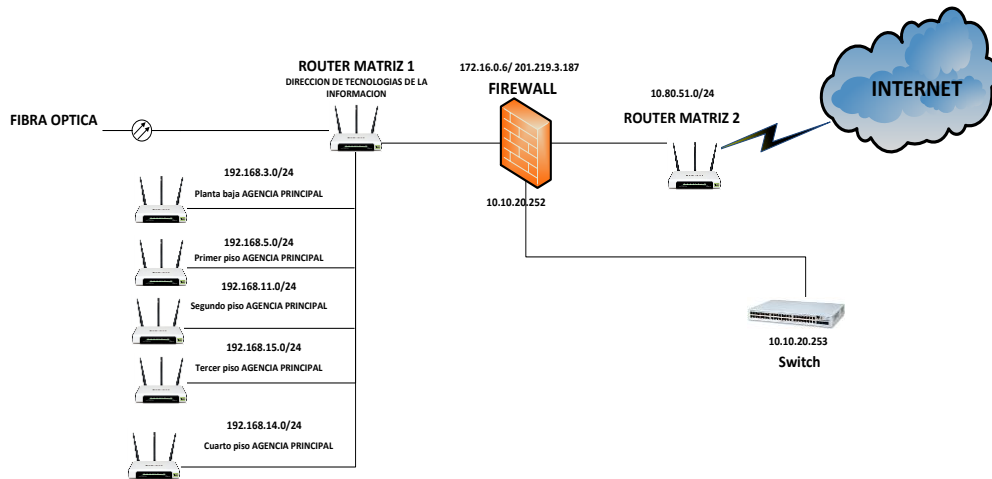 ROUTER MATRIZ 1
DIRECCION DE TECNOLOGIAS DE LA
INFORMACION
172.16.0.6/ 201.219.3.187
FIREWALL
10.80.51.0/24
ROUTER MATRIZ 2
INTERNET
FIBRA OPTICA
192.168.3.0/24
Planta baja AGENCIA PRINCIPAL
10.10.20.252
192.168.5.0/24
Primer piso AGENCIA PRINCIPAL
192.168.11.0/24
Segundo piso AGENCIA PRINCIPAL
192.168.15.0/24
Tercer piso AGENCIA PRINCIPAL
10.10.20.253
Switch
192.168.14.0/24
Cuarto piso AGENCIA PRINCIPAL